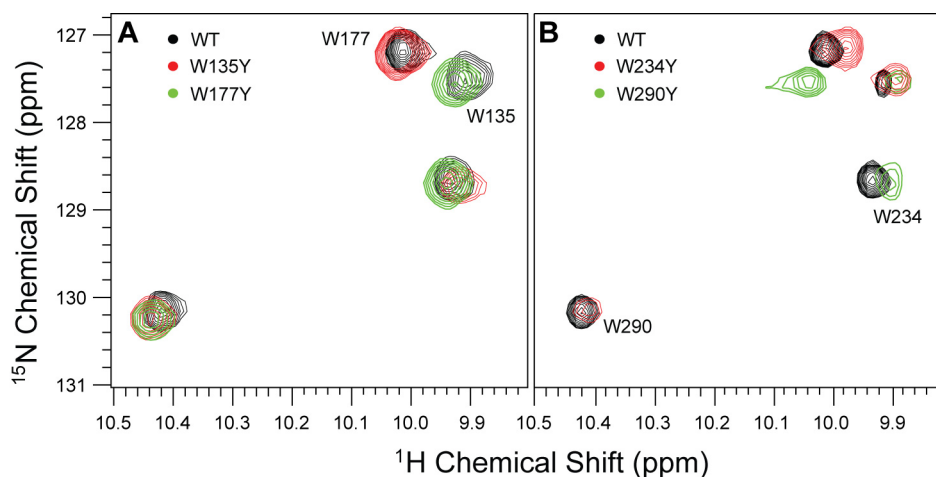 A
WT
W135Y
W177Y
W177
W135
B
WT
W234Y
W290Y
W234
W290
127
128
129
130
131
10.5 10.4 10.3 10.2 10.1 10.0 9.9
10.5 10.4 10.3 10.2 10.1 10.0 9.9
¹⁵N Chemical Shift (ppm)
¹H Chemical Shift (ppm)